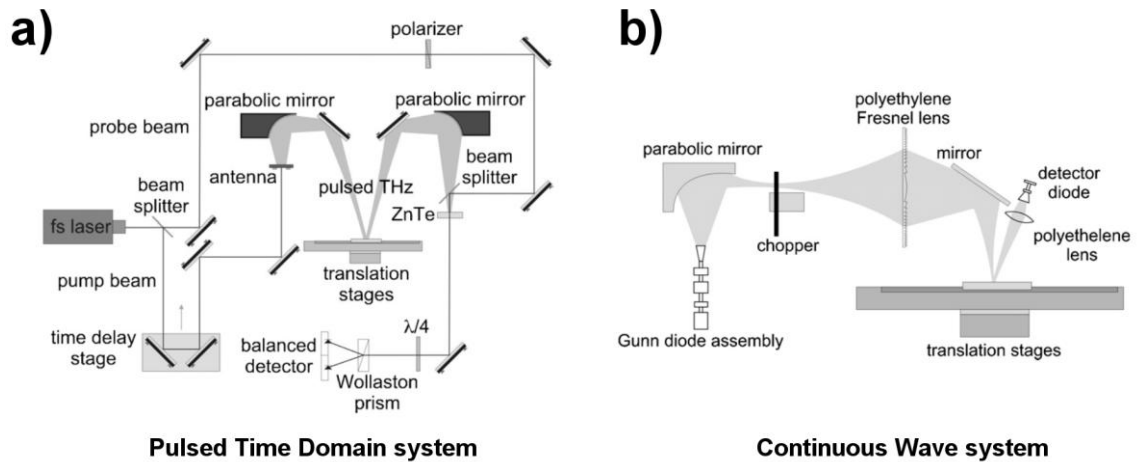 a)
polarizer
parabolic mirror
parabolic mirror
probe beam
beam
splitter
antenna
pulsed THz
beam
splitter
ZnTe
fs laser
pump beam
translation
stages
time delay
stage
balanced
detector
λ/4
Wollaston
prism
Pulsed Time Domain system
b)
polyethylene
Fresnel lens
parabolic mirror
mirror
detector
diode
chopper
polyethelene
lens
Gunn diode assembly
translation stages
Continuous Wave system